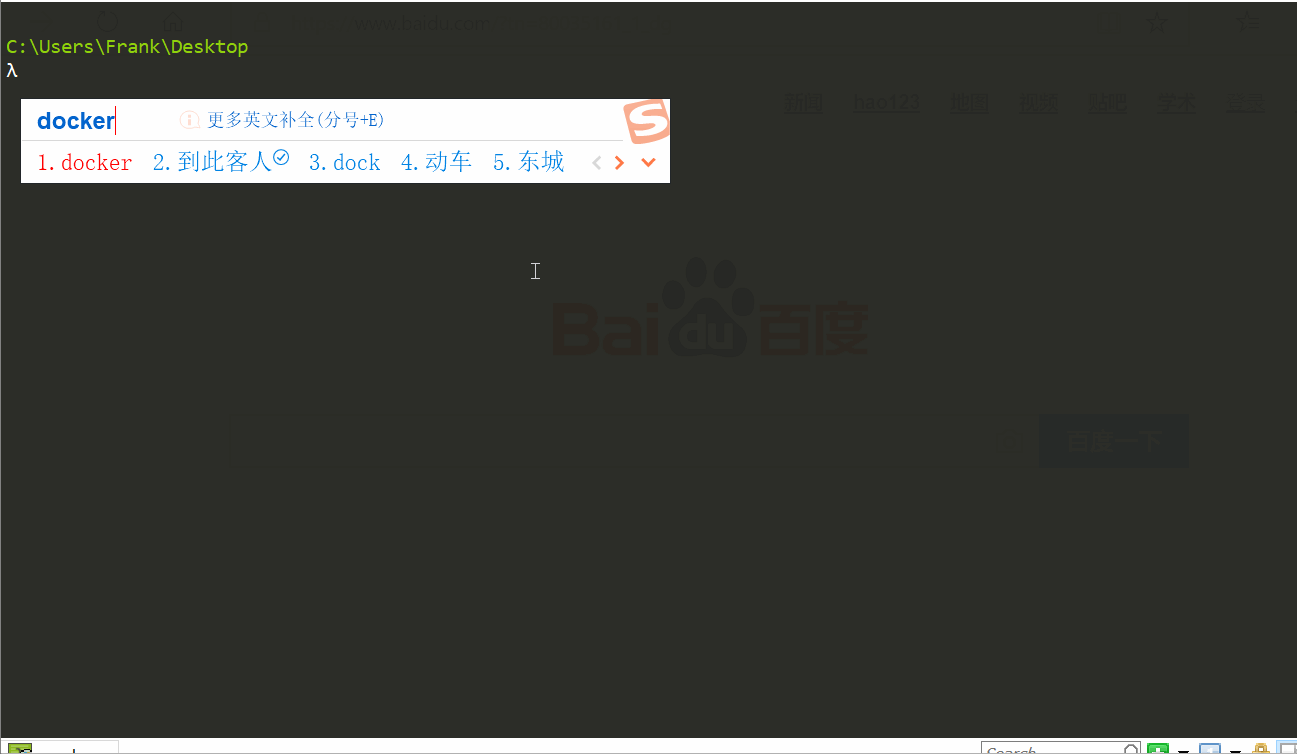 www.baidu.com
C:\Users\Frank\Desktop
λ
新闻 hao123 地图 视频 贴吧 学术 登录
docker 更多英文补全(分号+E)
1.docker 2.到此客人 3.dock 4.动车 5.东城
Baidu百度
百度一下
Search